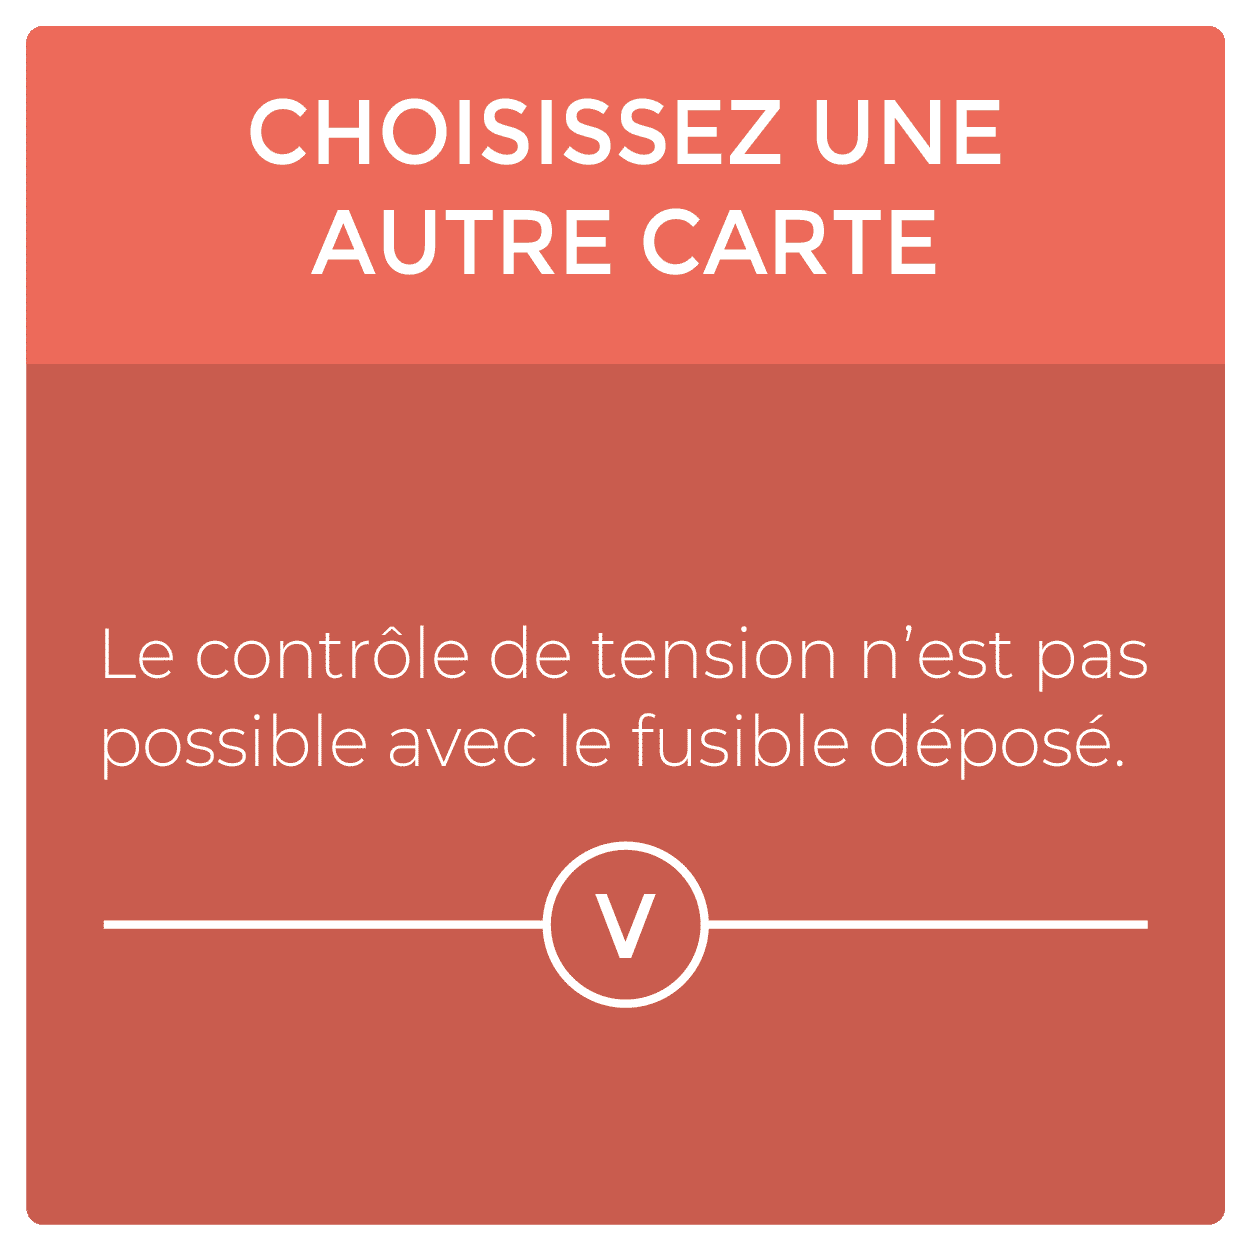 CHOISISSEZ UNE
AUTRE CARTE
Le contrôle de tension n’est pas
possible avec le fusible déposé.
V